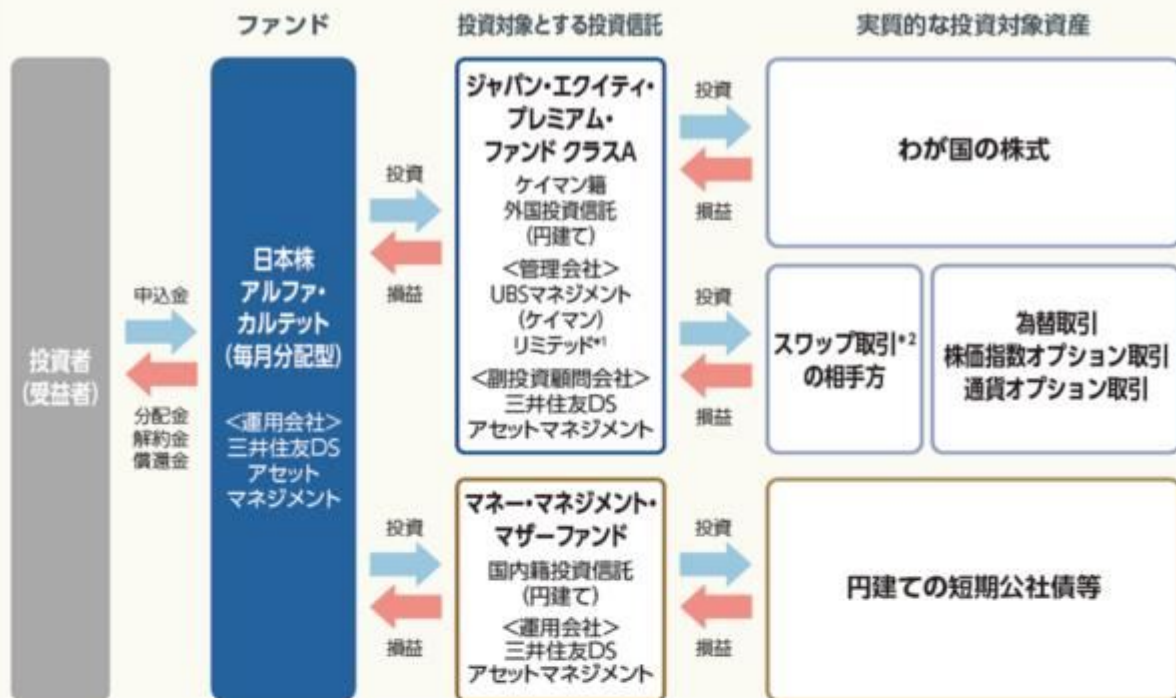 ファンド
投資対象とする投資信託
実質的な投資対象資産
投資者
(受益者)
申込金
分配金
解約金
償還金
日本株
アルファ・
カルテット
(毎月分配型)
<運用会社>
三井住友DS
アセット
マネジメント
投資
損益
ジャパン・エクイティ・
プレミアム・
ファンド クラスA
ケイマン籍
外国投資信託
(円建て)
<管理会社>
UBSマネジメント
(ケイマン)
リミテッド*1
<副投資顧問会社>
三井住友DS
アセットマネジメント
投資
損益
わが国の株式
投資
損益
スワップ取引*2
の相手方
為替取引
株価指数オプション取引
通貨オプション取引
投資
損益
マネー・マネジメント・
マザーファンド
国内籍投資信託
(円建て)
<運用会社>
三井住友DS
アセットマネジメント
投資
損益
円建ての短期公社債等